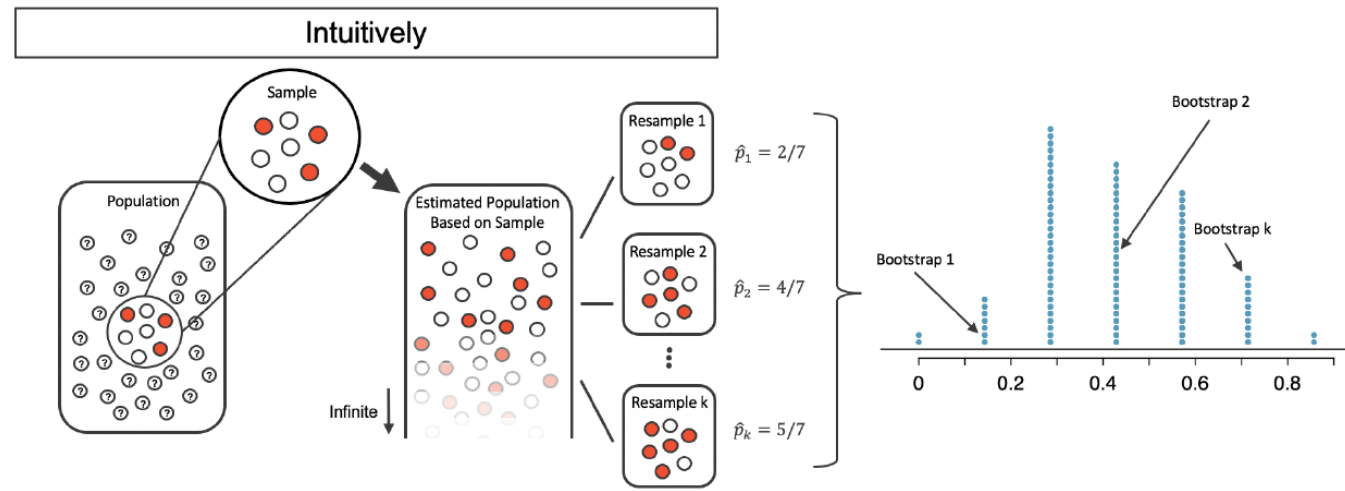 Intuitively
Sample
Population
? ? ? ? ? ? ? ? ? ? ? ? ? ? ? ? ? ? ? ? ? ? ? ? ? ? ? ?
Estimated Population
Based on Sample
Infinite
Resample 1
p̂₁ = 2/7
Resample 2
p̂₂ = 4/7
Resample k
p̂ₖ = 5/7
Bootstrap 1
Bootstrap 2
Bootstrap k
0 0.2 0.4 0.6 0.8